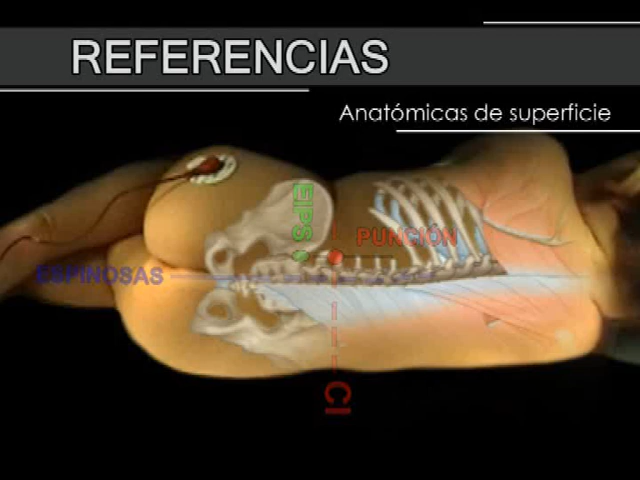 REFERENCIAS
Anatómicas de superficie
EIPS
PUNCIÓN
ESPINOSAS
CI